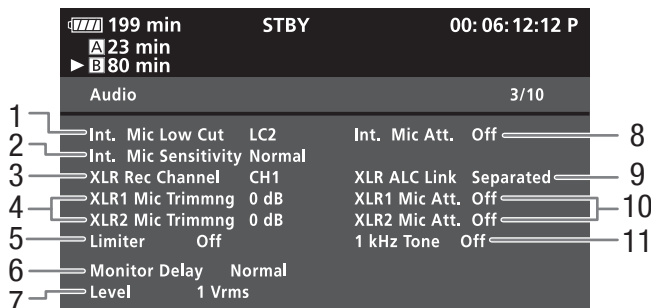 199 min STBY 00:06:12:12 P
A 23 min
B 80 min
Audio 3/10
1 Int. Mic Low Cut LC2 Int. Mic Att. Off 8
2 Int. Mic Sensitivity Normal
3 XLR Rec Channel CH1 XLR ALC Link Separated 9
4 XLR1 Mic Trimmng 0 dB XLR1 Mic Att. Off 10
XLR2 Mic Trimmng 0 dB XLR2 Mic Att. Off
5 Limiter Off 1 kHz Tone Off 11
6 Monitor Delay Normal
7 Level 1 Vrms